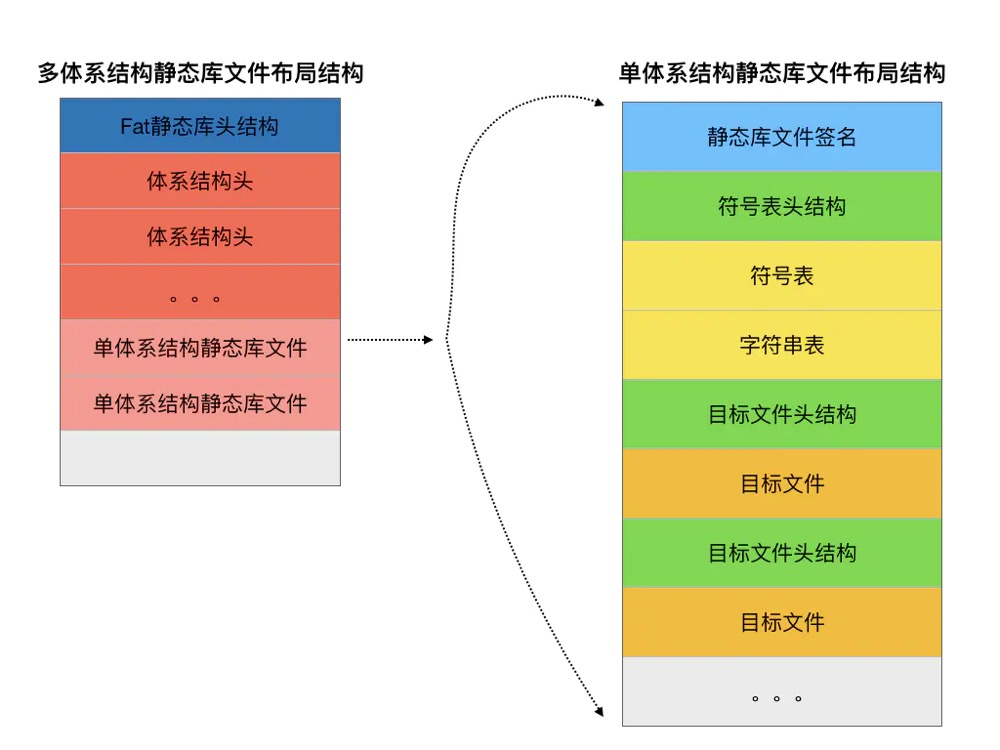 多体系结构静态库文件布局结构
Fat静态库头结构
体系结构头
体系结构头
。。。
单体系结构静态库文件
单体系结构静态库文件
单体系结构静态库文件布局结构
静态库文件签名
符号表头结构
符号表
字符串表
目标文件头结构
目标文件
目标文件头结构
目标文件
。。。